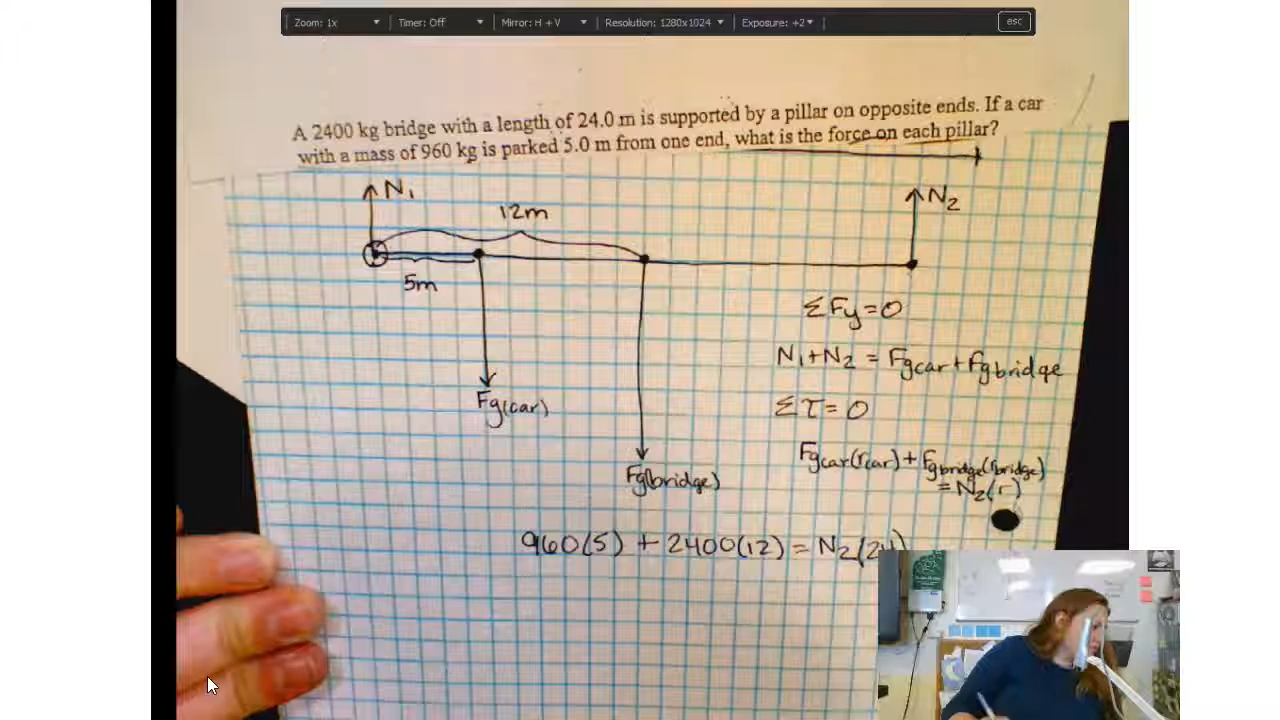 Zoom: 1x Timer: Off Mirror: H + V Resolution: 1280x1024 Exposure: +2 esc
A 2400 kg bridge with a length of 24.0 m is supported by a pillar on opposite ends. If a car
with a mass of 960 kg is parked 5.0 m from one end, what is the force on each pillar?
N₁
N₂
12m
5m
ΣFy=0
N₁+N₂ = Fgcar+Fgbridge
Fg(car)
Στ=0
Fgcar(rcar)+Fgbridge(rbridge)
=N₂(r)
Fg(bridge)
960(5) + 2400(12) = N₂(24)